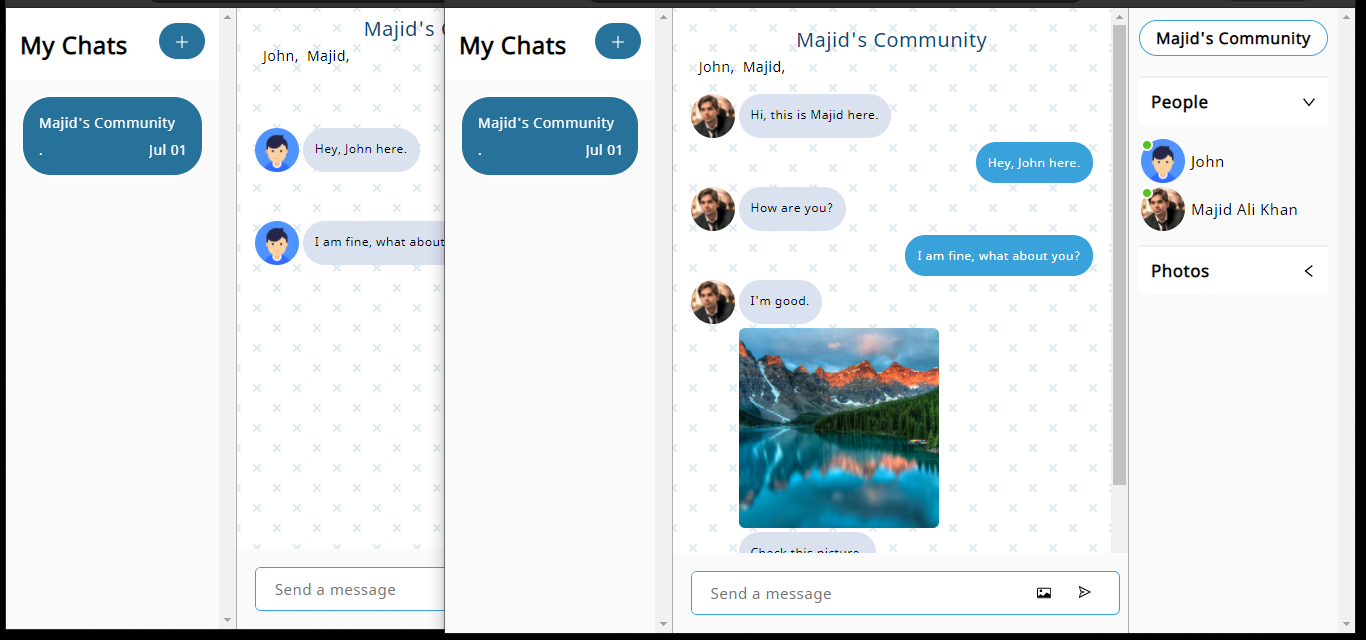 My Chats
+
Majid's Community
. Jul 01
Majid's
John, Majid,
Hey, John here.
I am fine, what about
Send a message
My Chats
+
Majid's Community
. Jul 01
Majid's Community
John, Majid,
Hi, this is Majid here.
Hey, John here.
How are you?
I am fine, what about you?
I'm good.
Check this picture
Send a message
Majid's Community
People
John
Majid Ali Khan
Photos